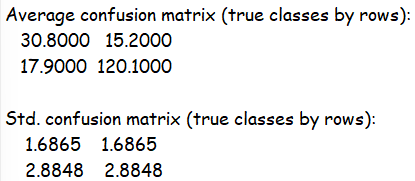 Average confusion matrix (true classes by rows):
30.8000 15.2000
17.9000 120.1000
Std. confusion matrix (true classes by rows):
1.6865 1.6865
2.8848 2.8848